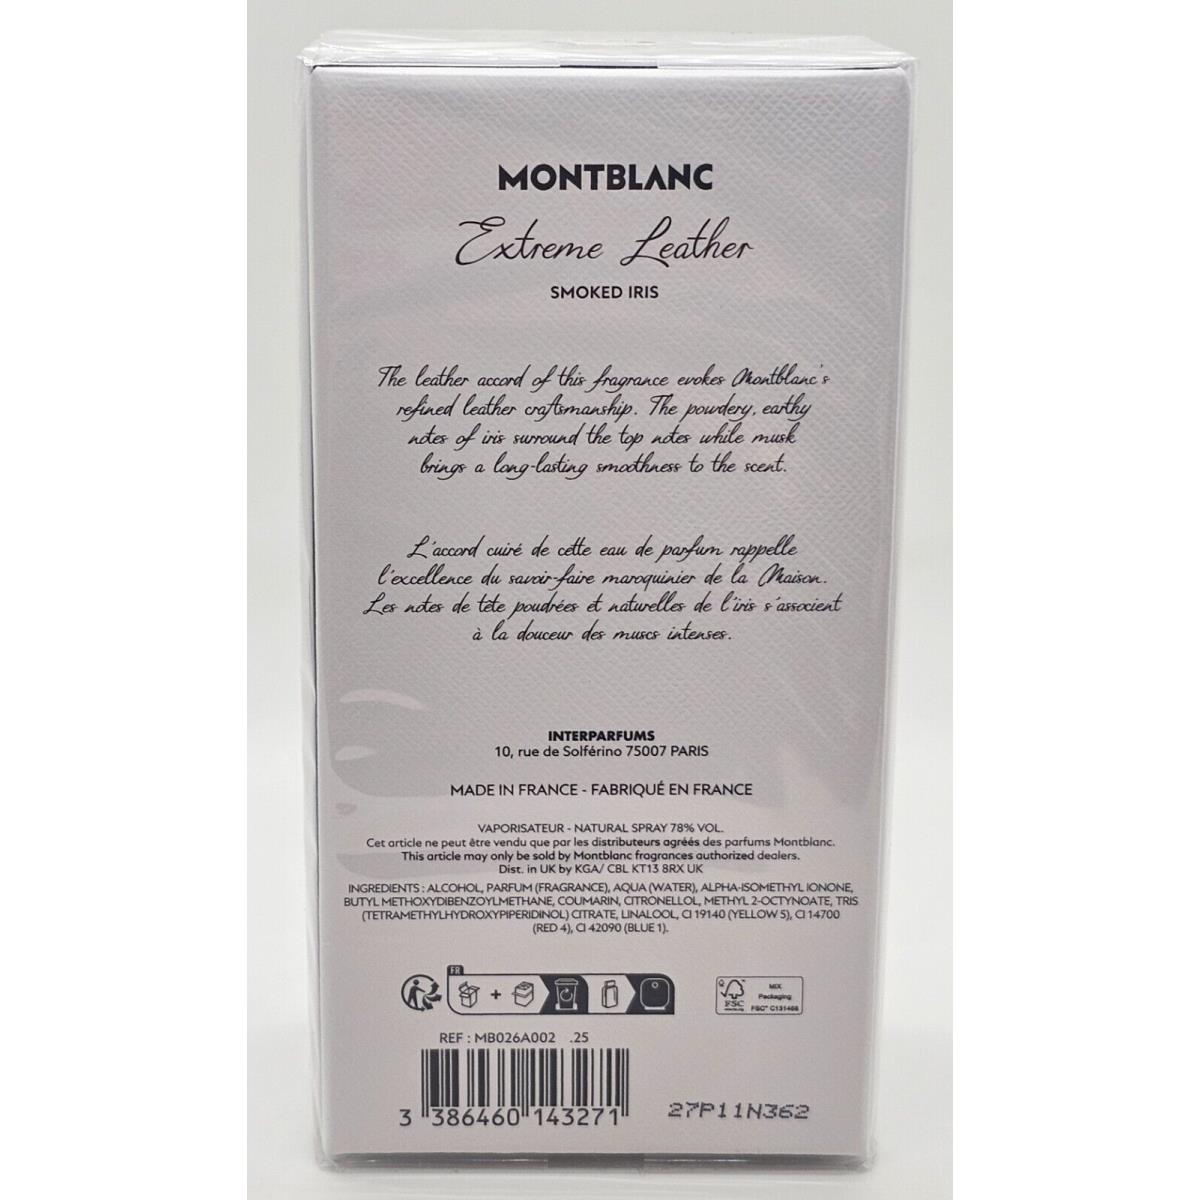 MONTBLANC
Extreme Leather
SMOKED IRIS
The leather accord of this fragrance evokes Montblanc's
refined leather craftsmanship. The powdery, earthy
notes of iris surround the top notes while musk
brings a long-lasting smoothness to the scent.
L'accord cuiré de cette eau de parfum rappelle
l'excellence du savoir-faire maroquinier de la Maison.
Les notes de tête poudrées et naturelles de l'iris s'associent
à la douceur des muscs intenses.
INTERPARFUMS
10, rue de Solférino 75007 PARIS
MADE IN FRANCE - FABRIQUÉ EN FRANCE
VAPORISATEUR - NATURAL SPRAY 78% VOL.
Cet article ne peut être vendu que par les distributeurs agréés des parfums Montblanc.
This article may only be sold by Montblanc fragrances authorized dealers.
Dist. in UK by KGA/ CBL KT13 8RX UK
INGREDIENTS : ALCOHOL, PARFUM (FRAGRANCE), AQUA (WATER), ALPHA-ISOMETHYL IONONE,
BUTYL METHOXYDIBENZOYLMETHANE, COUMARIN, CITRONELLOL, METHYL 2-OCTYNOATE, TRIS
(TETRAMETHYLHYDROXYPIPERIDINOL) CITRATE, LINALOOL, CI 19140 (YELLOW 5), CI 14700
(RED 4), CI 42090 (BLUE 1).
FR
+
FSC
MIX
Packaging
FSC® C131468
REF : MB026A002 .25
3 386460 143271
27P11N362